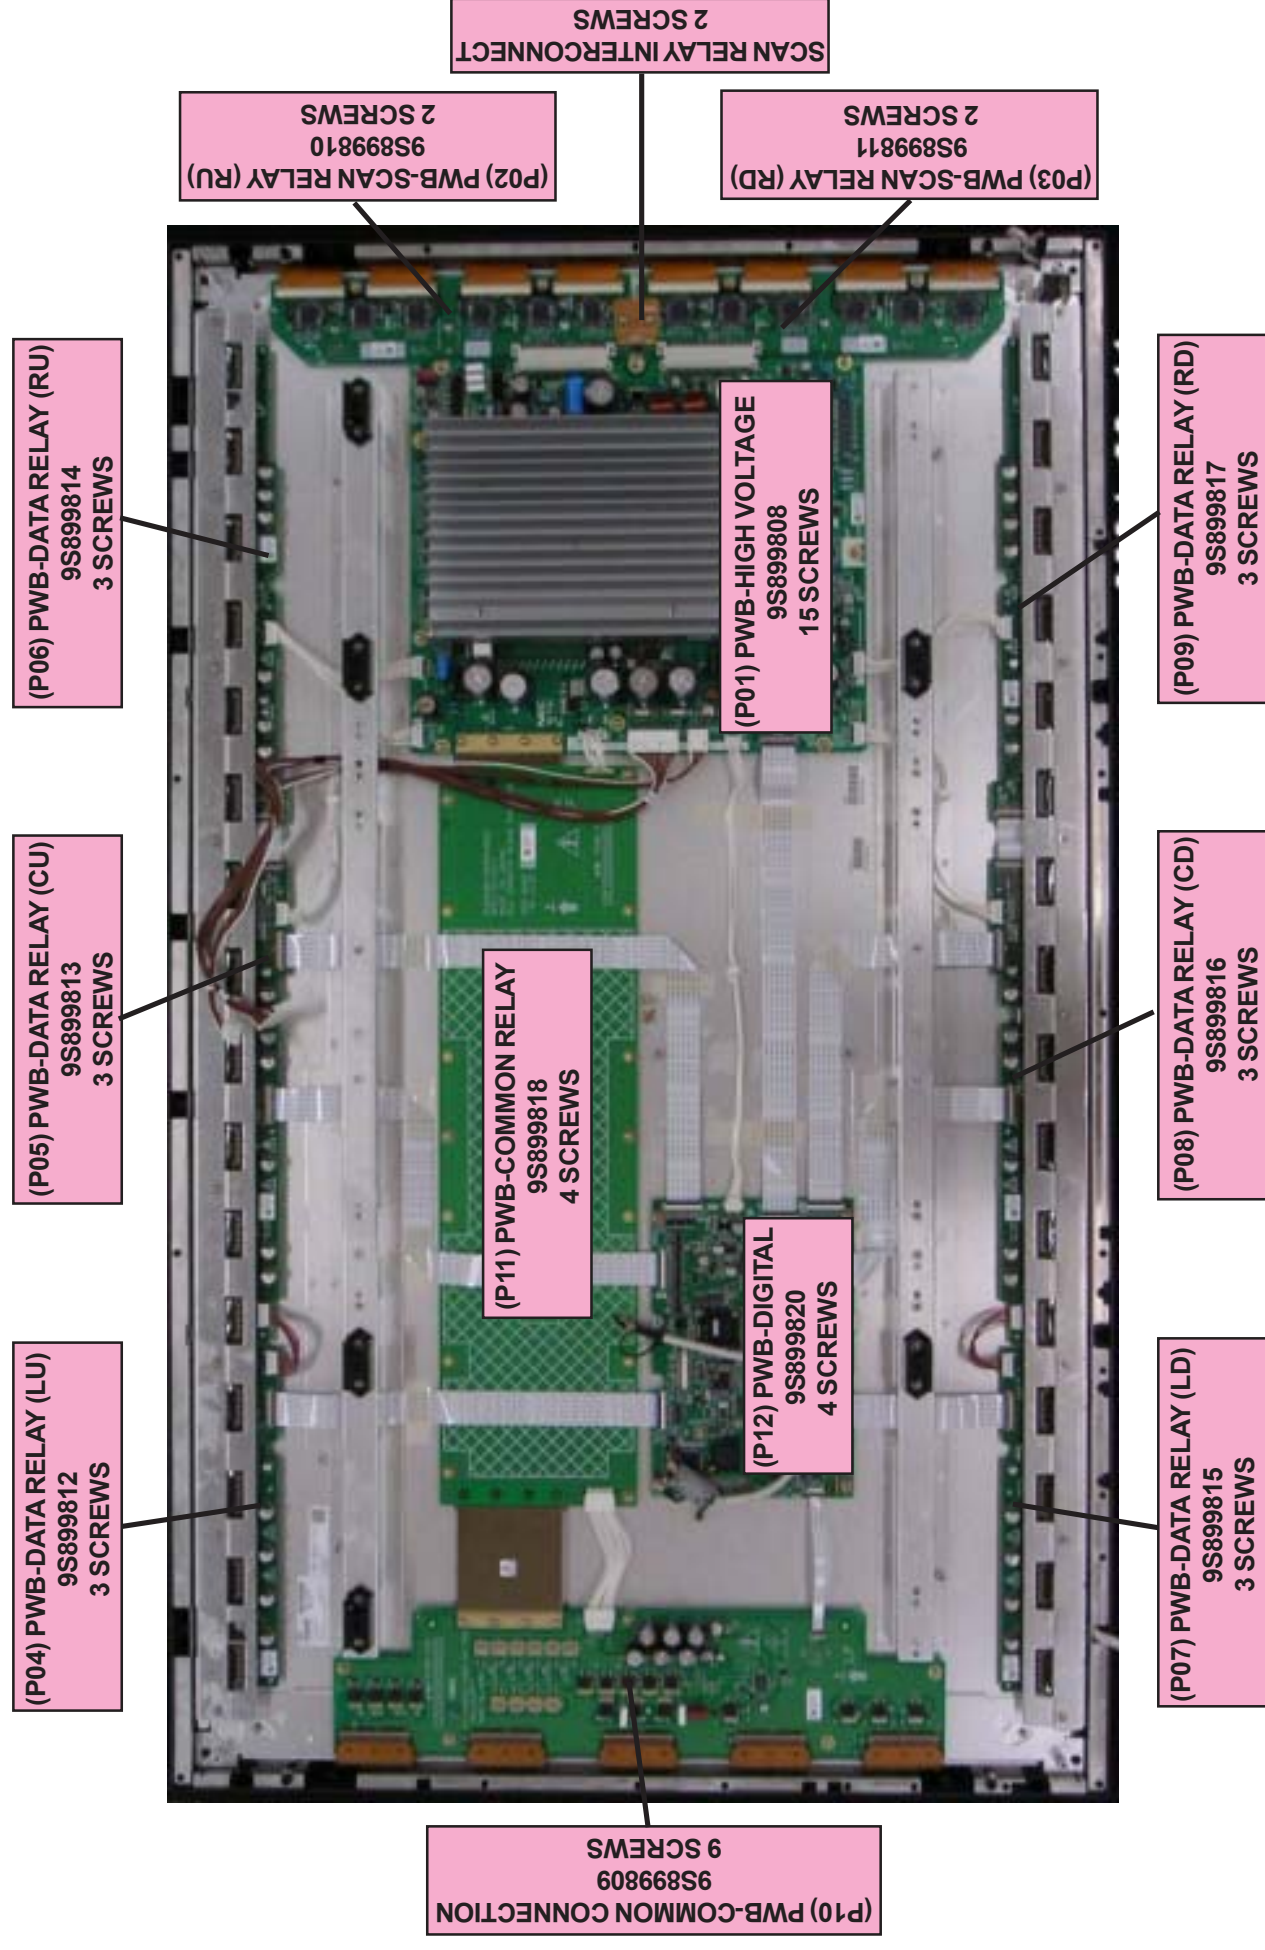 SCAN RELAY INTERCONNECT
2 SCREWS
(P02) PWB-SCAN RELAY (RU)
9S899810
2 SCREWS
(P03) PWB-SCAN RELAY (RD)
9S899811
2 SCREWS
(P06) PWB-DATA RELAY (RU)
9S899814
3 SCREWS
(P01) PWB-HIGH VOLTAGE
9S899808
15 SCREWS
(P09) PWB-DATA RELAY (RD)
9S899817
3 SCREWS
(P05) PWB-DATA RELAY (CU)
9S899813
3 SCREWS
(P11) PWB-COMMON RELAY
9S899818
4 SCREWS
(P08) PWB-DATA RELAY (CD)
9S899816
3 SCREWS
(P04) PWB-DATA RELAY (LU)
9S899812
3 SCREWS
(P12) PWB-DIGITAL
9S899820
4 SCREWS
(P07) PWB-DATA RELAY (LD)
9S899815
3 SCREWS
(P10) PWB-COMMON CONNECTION
9S899809
9 SCREWS